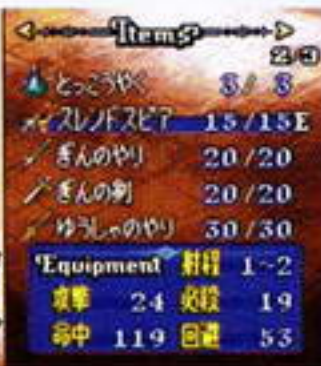 Items
2/3
とっこうやく 3/3
スレンドスピア 15/15E
ぎんのやり 20/20
ぎんの剣 20/20
ゆうしゃのやり 30/30
Equipment 射程 1~2
攻撃 24 必殺 19
命中 119 回避 53